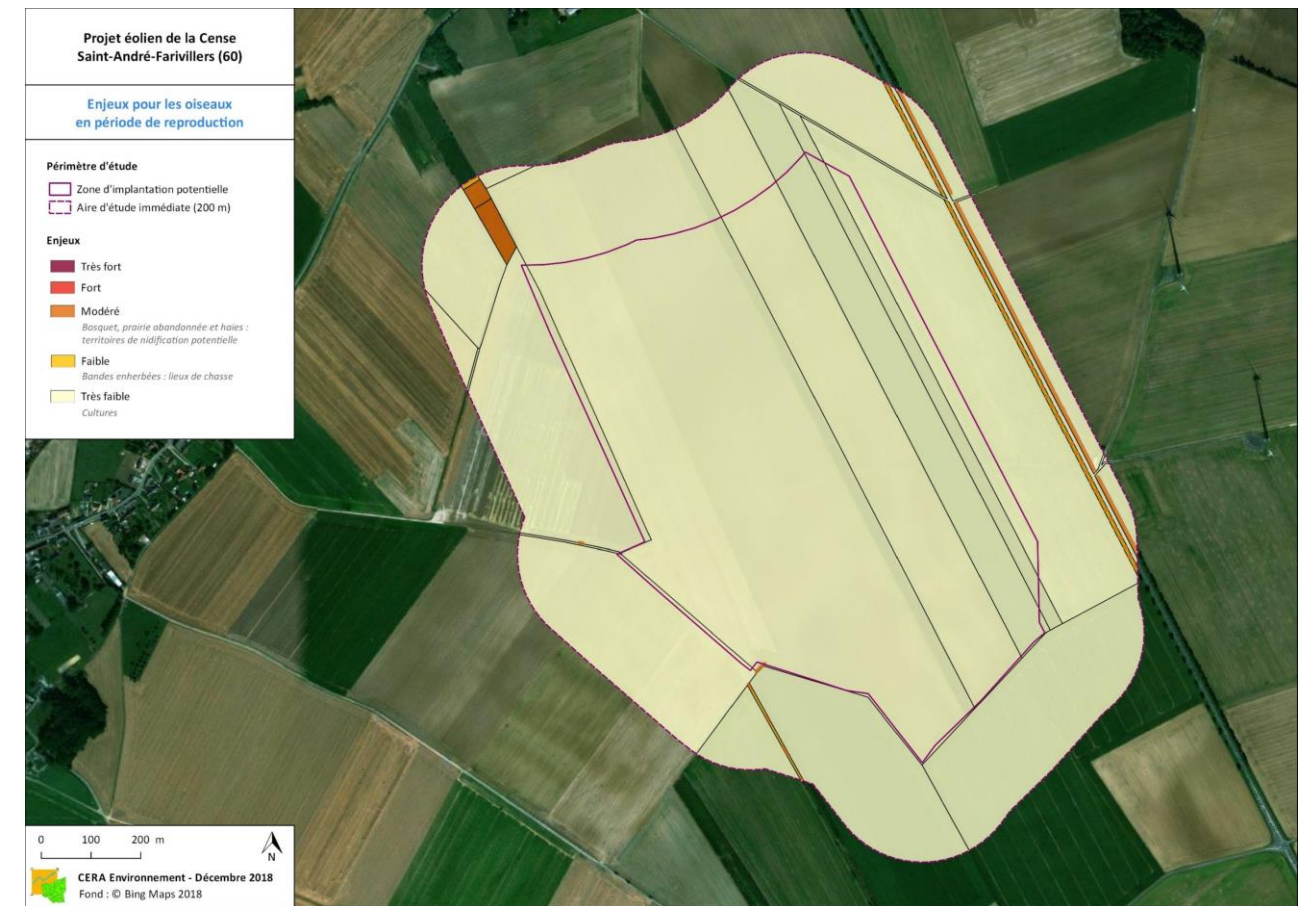 Projet éolien de la Cense
Saint-André-Farivillers (60)
Enjeux pour les oiseaux
en période de reproduction
Périmètre d'étude
Zone d'implantation potentielle
Aire d'étude immédiate (200 m)
Enjeux
Très fort
Fort
Modéré
Bosquet, prairie abandonnée et haies :
territoires de nidification potentielle
Faible
Bandes enherbées : lieux de chasse
Très faible
Cultures
0 100 200 m
N
CERA Environnement - Décembre 2018
Fond : © Bing Maps 2018